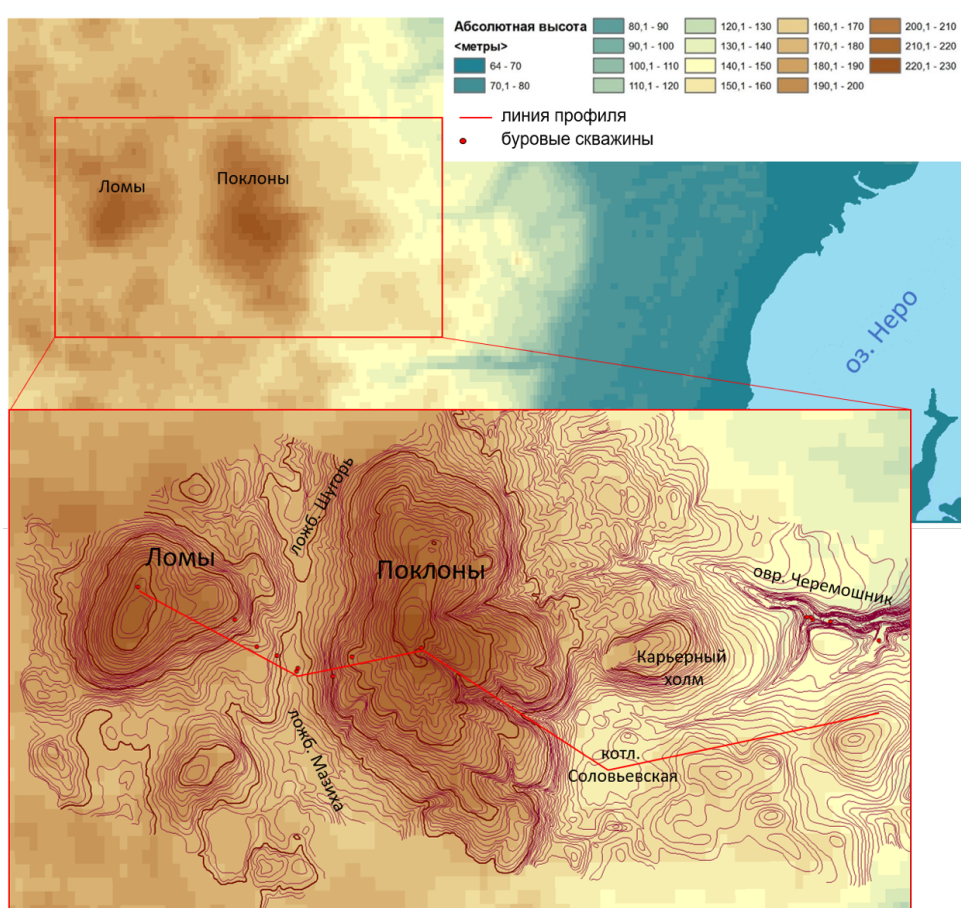 Абсолютная высота
<метры>
64 - 70
70,1 - 80
80,1 - 90
90,1 - 100
100,1 - 110
110,1 - 120
120,1 - 130
130,1 - 140
140,1 - 150
150,1 - 160
160,1 - 170
170,1 - 180
180,1 - 190
190,1 - 200
200,1 - 210
210,1 - 220
220,1 - 230
линия профиля
буровые скважины
Ломы
Поклоны
оз. Неро
ложб. Шугорь
Ломы
Поклоны
овр. Черемошник
Карьерный
холм
ложб. Мазиха
котл.
Соловьевская